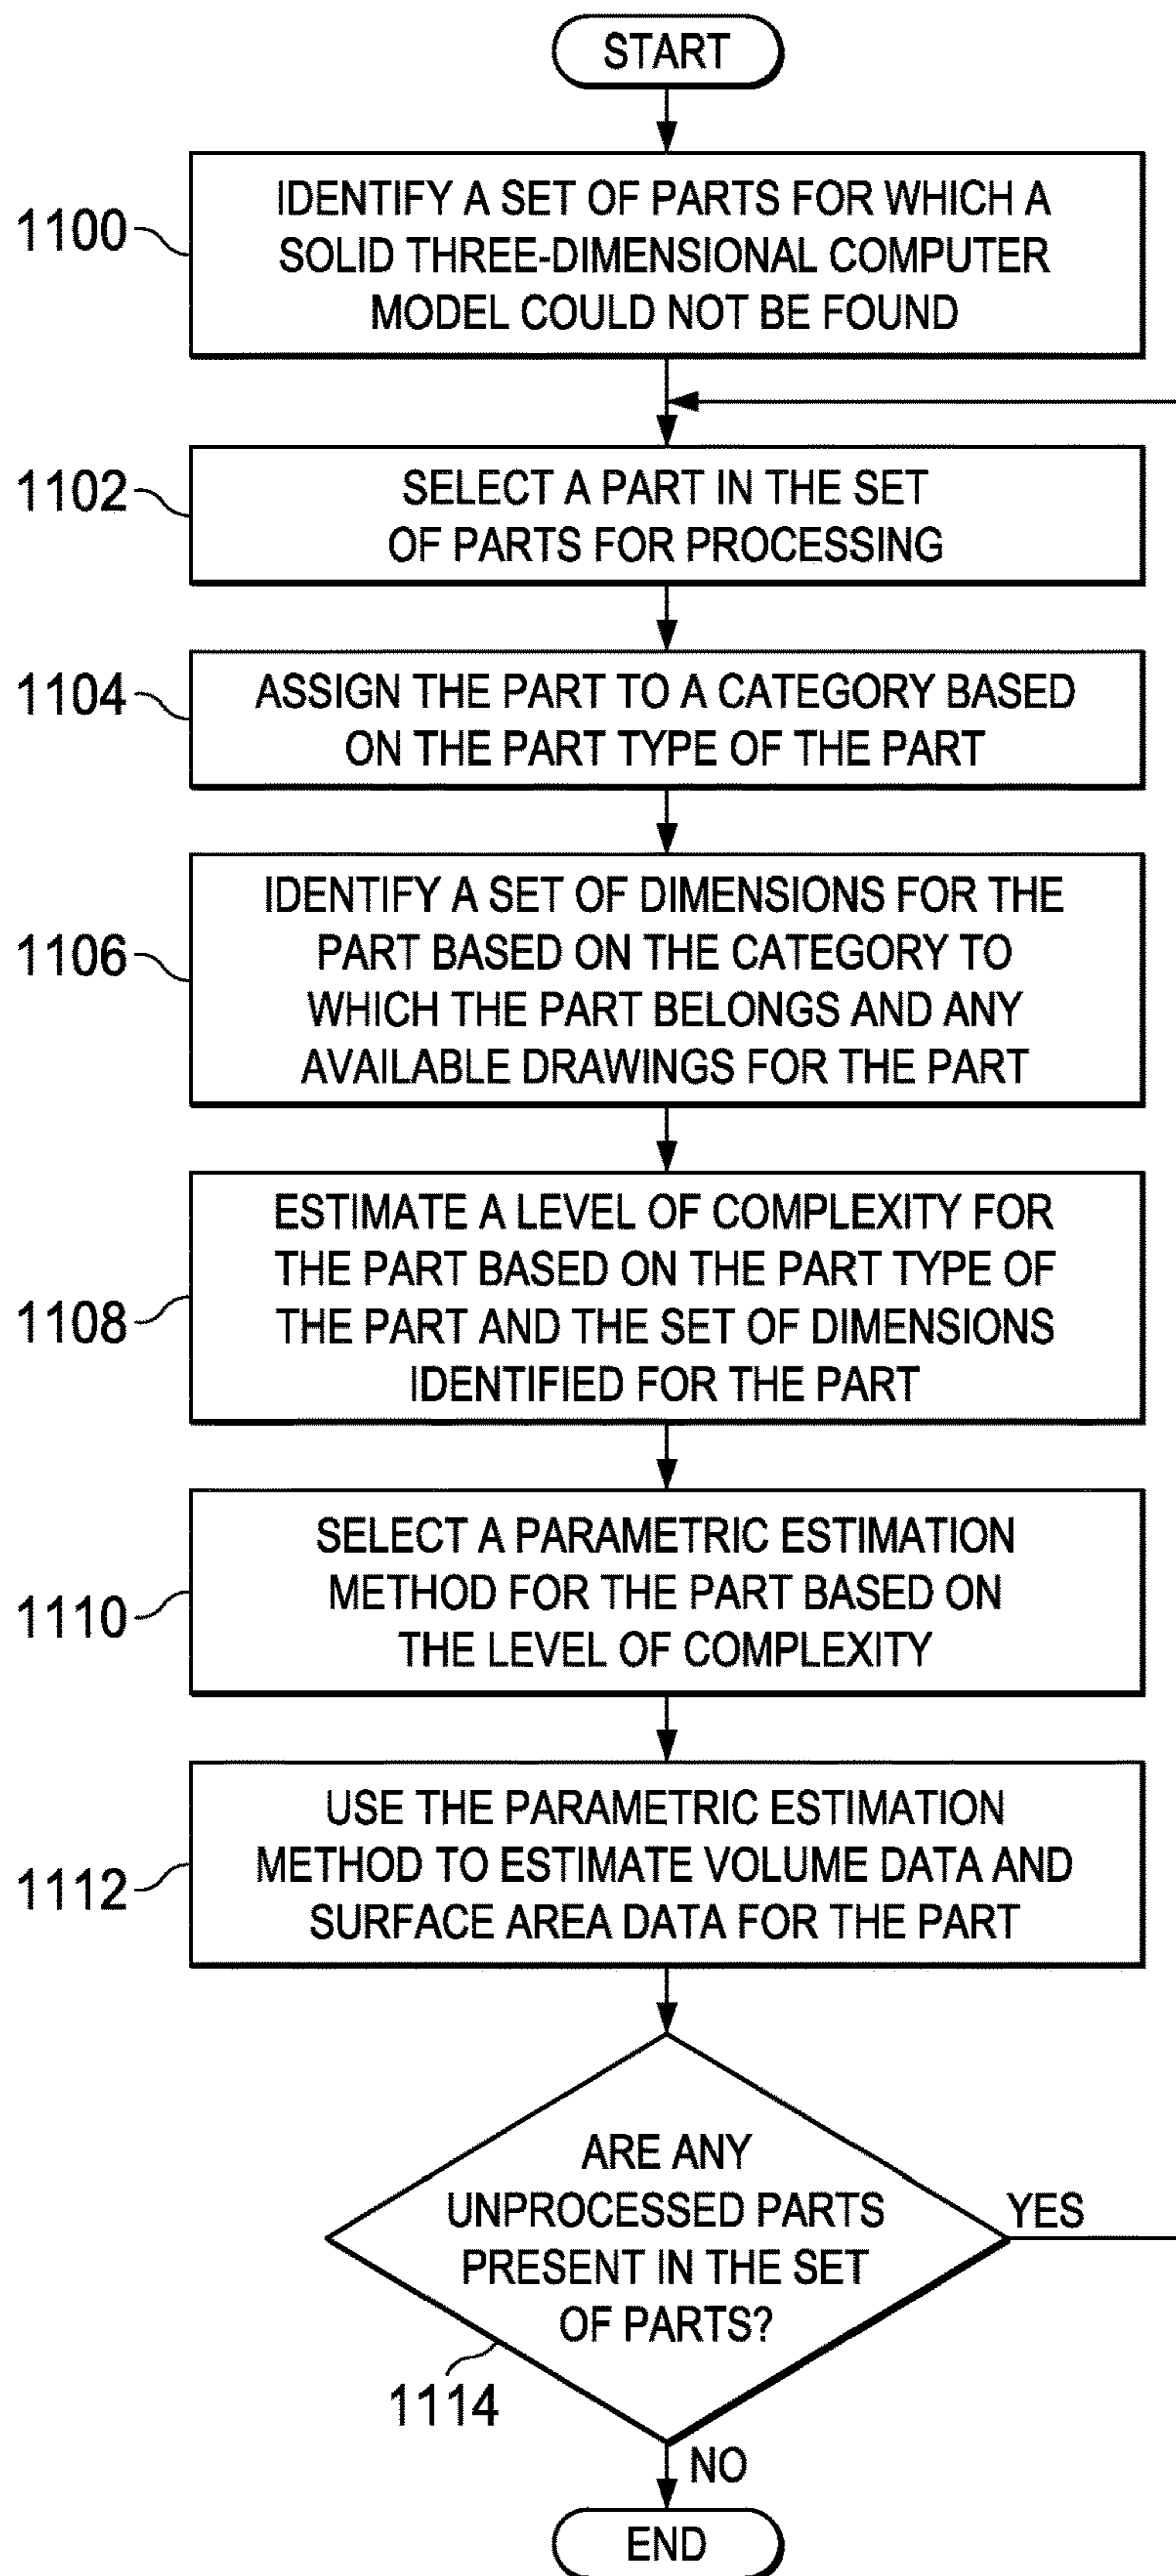 START
1100
IDENTIFY A SET OF PARTS FOR WHICH A
SOLID THREE-DIMENSIONAL COMPUTER
MODEL COULD NOT BE FOUND
1102
SELECT A PART IN THE SET
OF PARTS FOR PROCESSING
1104
ASSIGN THE PART TO A CATEGORY BASED
ON THE PART TYPE OF THE PART
1106
IDENTIFY A SET OF DIMENSIONS FOR THE
PART BASED ON THE CATEGORY TO
WHICH THE PART BELONGS AND ANY
AVAILABLE DRAWINGS FOR THE PART
1108
ESTIMATE A LEVEL OF COMPLEXITY FOR
THE PART BASED ON THE PART TYPE OF
THE PART AND THE SET OF DIMENSIONS
IDENTIFIED FOR THE PART
1110
SELECT A PARAMETRIC ESTIMATION
METHOD FOR THE PART BASED ON
THE LEVEL OF COMPLEXITY
1112
USE THE PARAMETRIC ESTIMATION
METHOD TO ESTIMATE VOLUME DATA AND
SURFACE AREA DATA FOR THE PART
ARE ANY
UNPROCESSED PARTS
PRESENT IN THE SET
OF PARTS?
YES
1114
NO
END